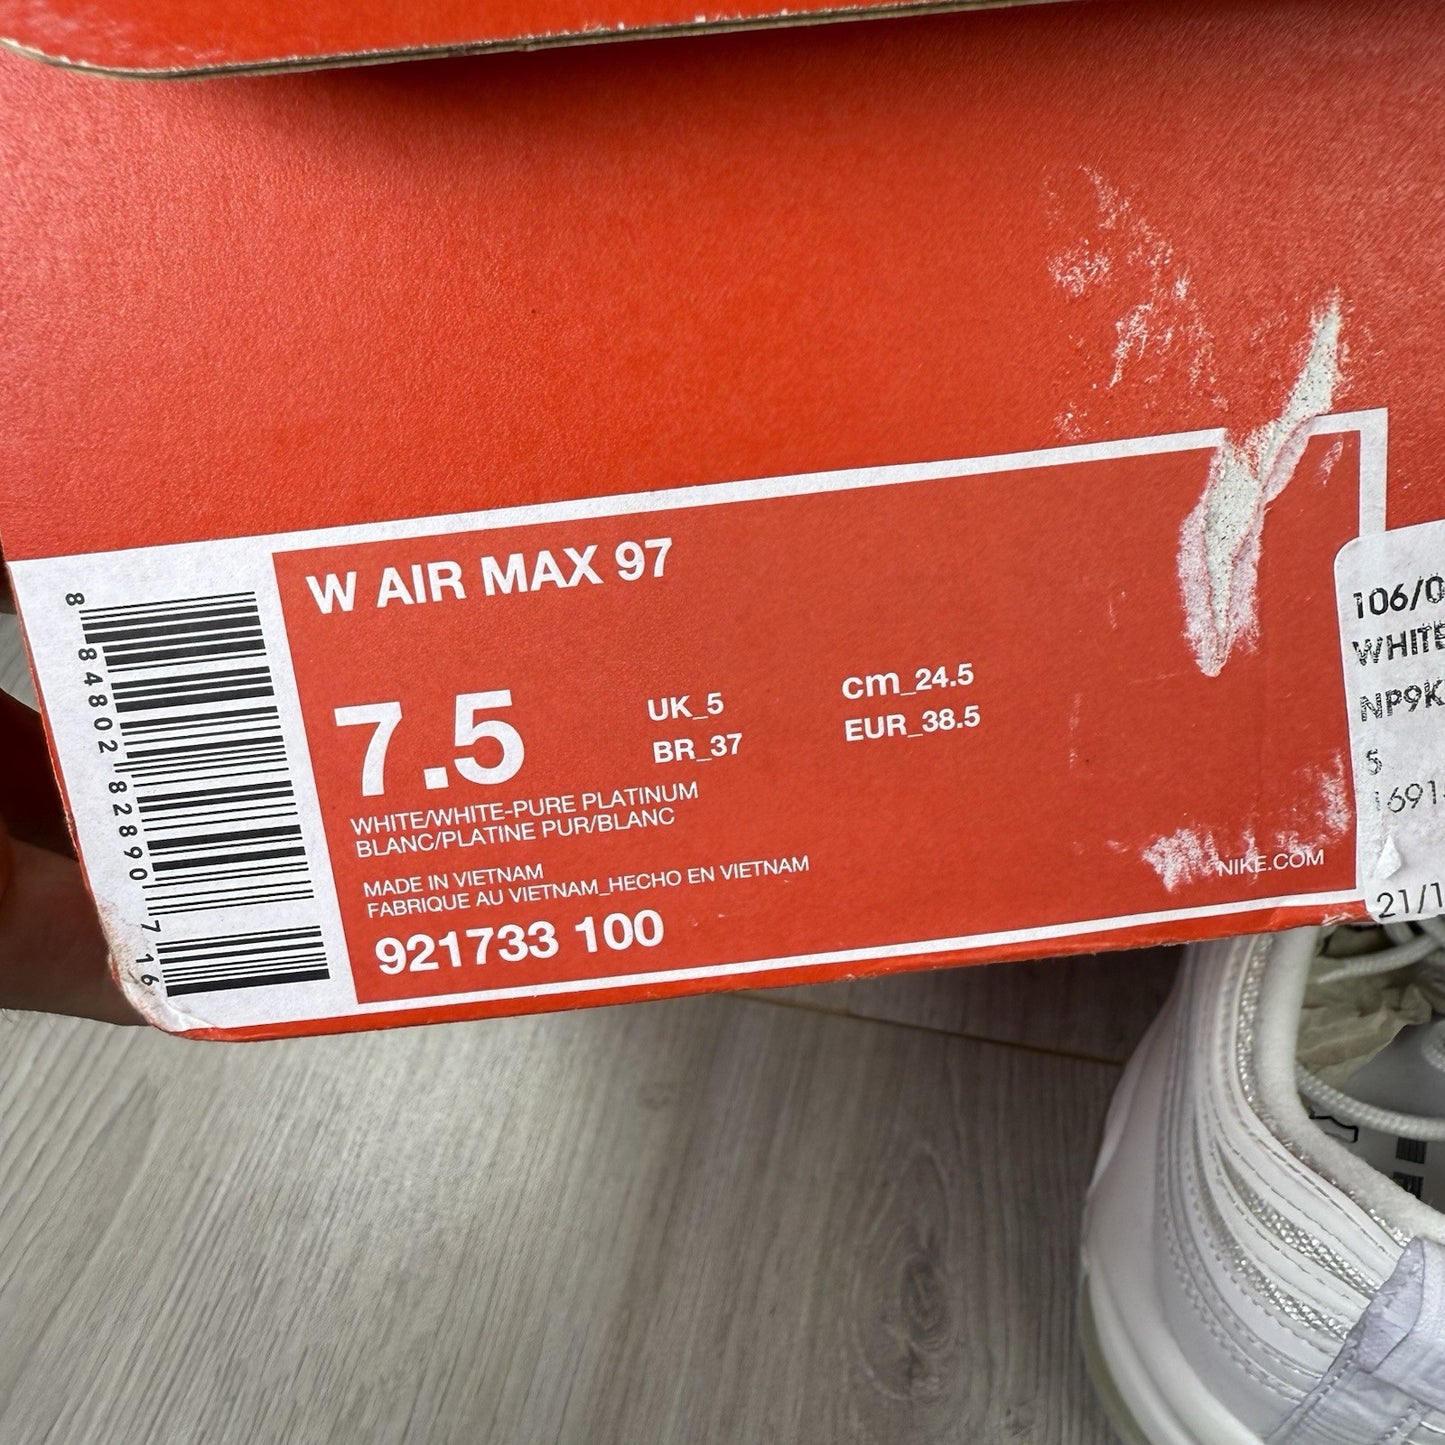 W AIR MAX 97
7.5
UK_5
BR_37
cm_24.5
EUR_38.5
WHITE/WHITE-PURE PLATINUM
BLANC/PLATINE PUR/BLANC
MADE IN VIETNAM
FABRIQUE AU VIETNAM_HECHO EN VIETNAM
921733 100
NIKE.COM
8 84802 82890 7 16
106/0
WHITE
NP9K
5
1691
21/1